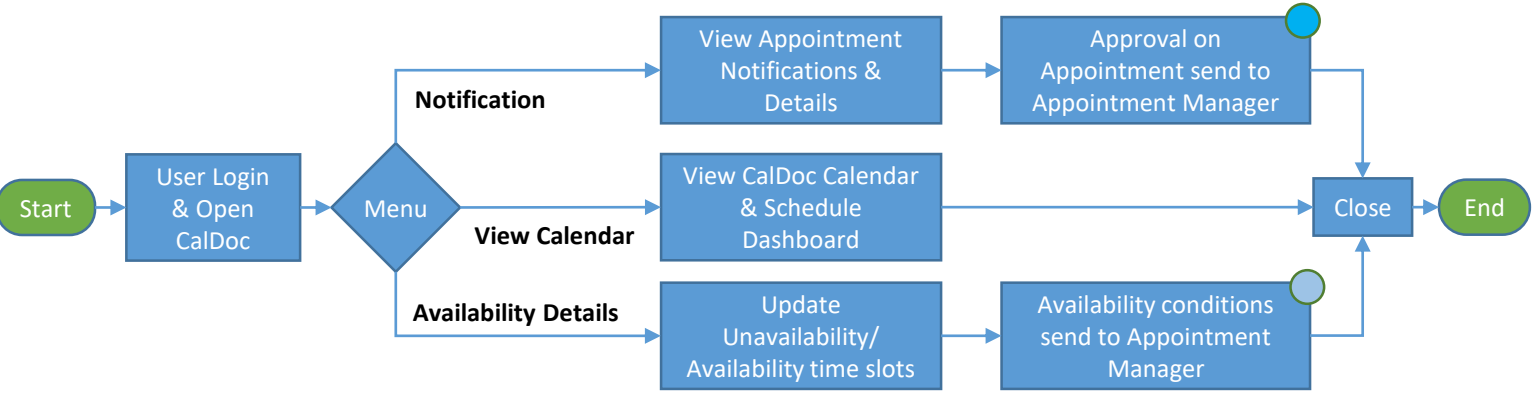 Start
User Login
& Open
CalDoc
Menu
Notification
View Appointment
Notifications &
Details
Approval on
Appointment send to
Appointment Manager
View Calendar
View CalDoc Calendar
& Schedule
Dashboard
Availability Details
Update
Unavailability/
Availability time slots
Availability conditions
send to Appointment
Manager
Close
End